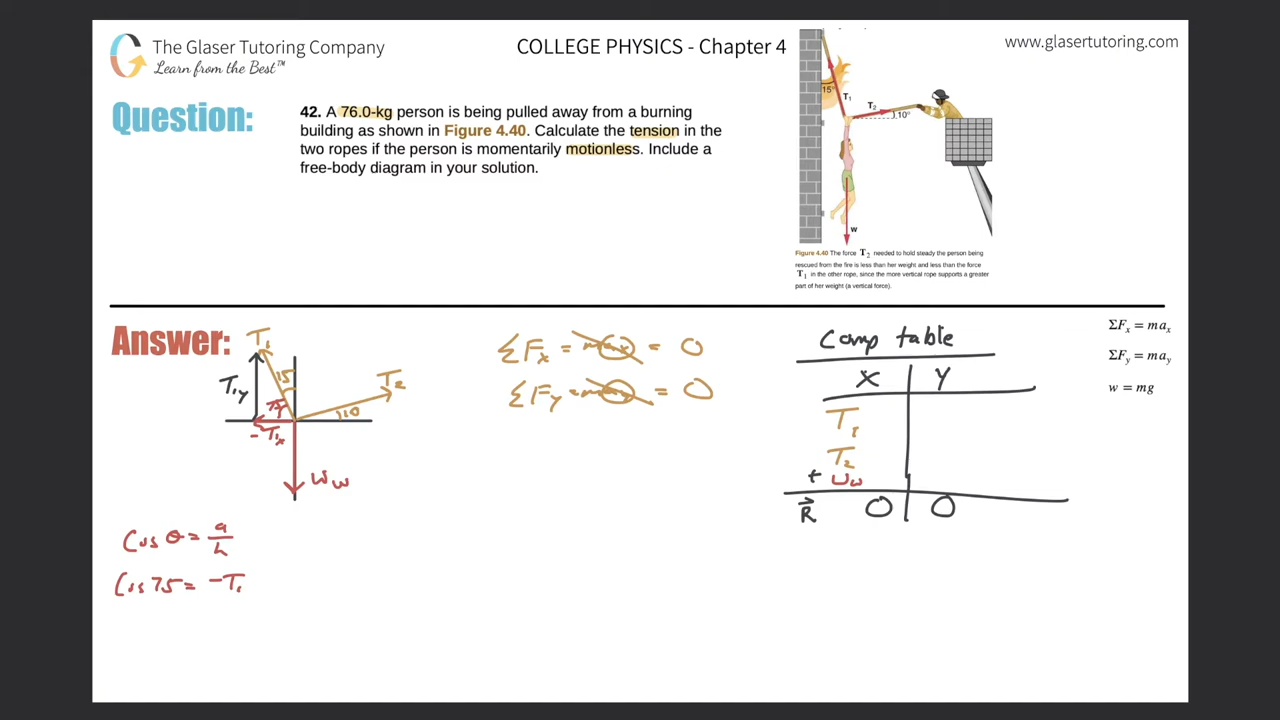 The Glaser Tutoring Company
Learn from the Best™
COLLEGE PHYSICS - Chapter 4
www.glasertutoring.com
Question:
42. A 76.0-kg person is being pulled away from a burning
building as shown in Figure 4.40. Calculate the tension in the
two ropes if the person is momentarily motionless. Include a
free-body diagram in your solution.
15°
T₁
T₂
10°
w
Figure 4.40 The force T₂ needed to hold steady the person being
rescued from the fire is less than her weight and less than the force
T₁ in the other rope, since the more vertical rope supports a greater
part of her weight (a vertical force).
Answer:
T₁
15
T₁y
75
-T₁x
T₂
10
Ww
ΣFx = max = 0
ΣFy = may = 0
Comp table
X Y
T₁
T₂
+ Ww
R⃗ 0 0
ΣFx = max
ΣFy = may
w = mg
Cos θ = a/h
Cos 75 = -T₁